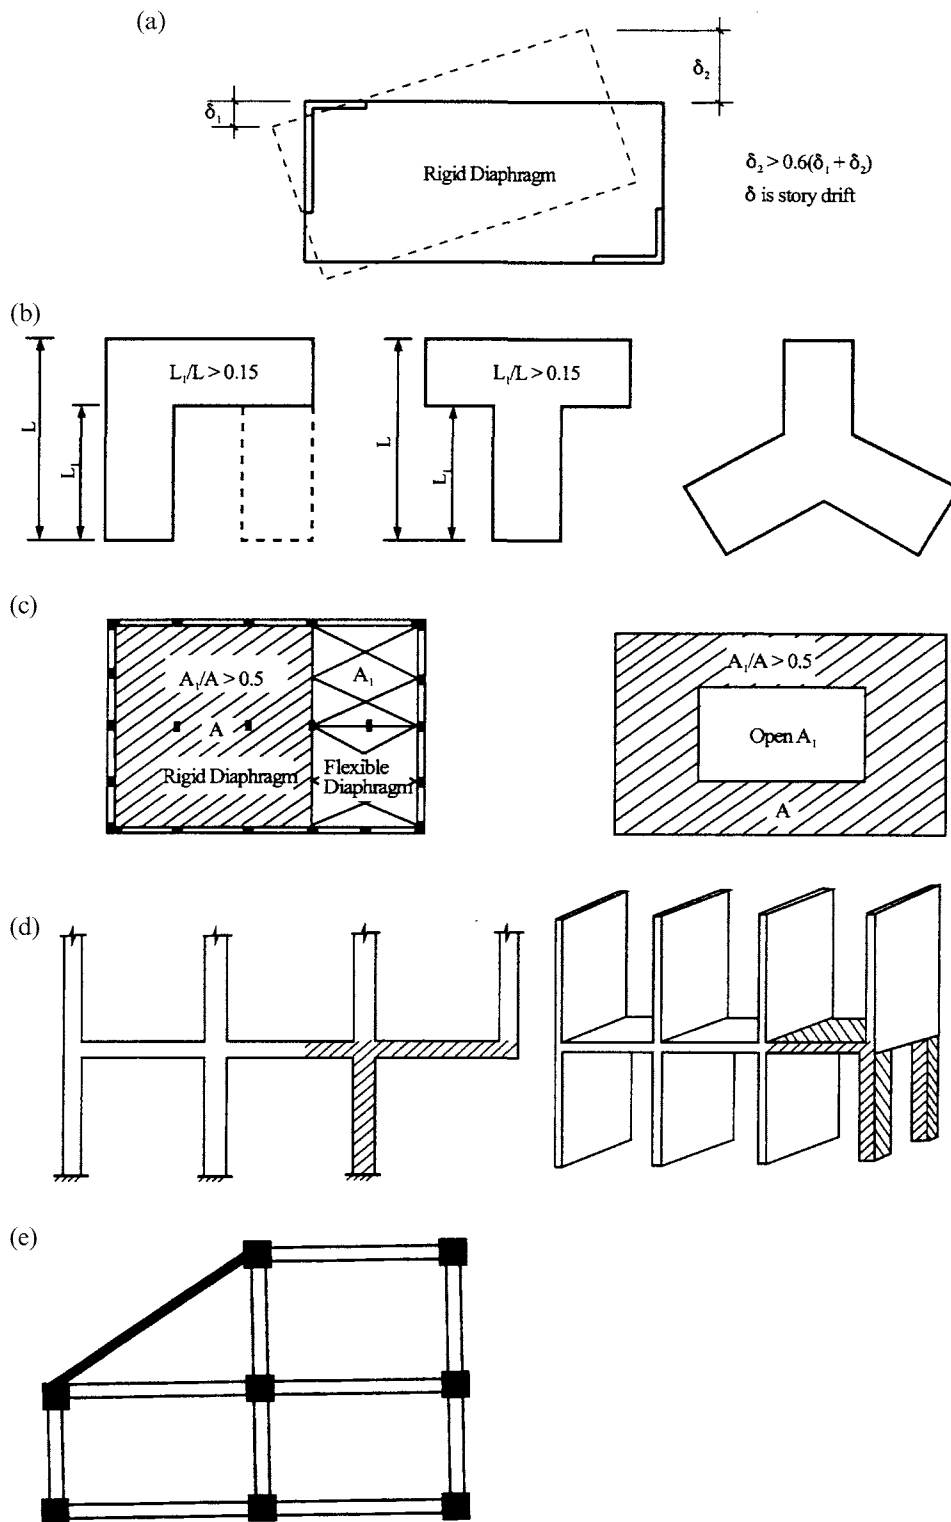 (a)
δ₂
δ₁
Rigid Diaphragm
δ₂ > 0.6(δ₁ + δ₂)
δ is story drift
(b)
L₁/L > 0.15
L
L₁
L₁/L > 0.15
L
L₁
(c)
A₁/A > 0.5
A₁
A
Rigid Diaphragm
Flexible
Diaphragm
A₁/A > 0.5
Open A₁
A
(d)
(e)